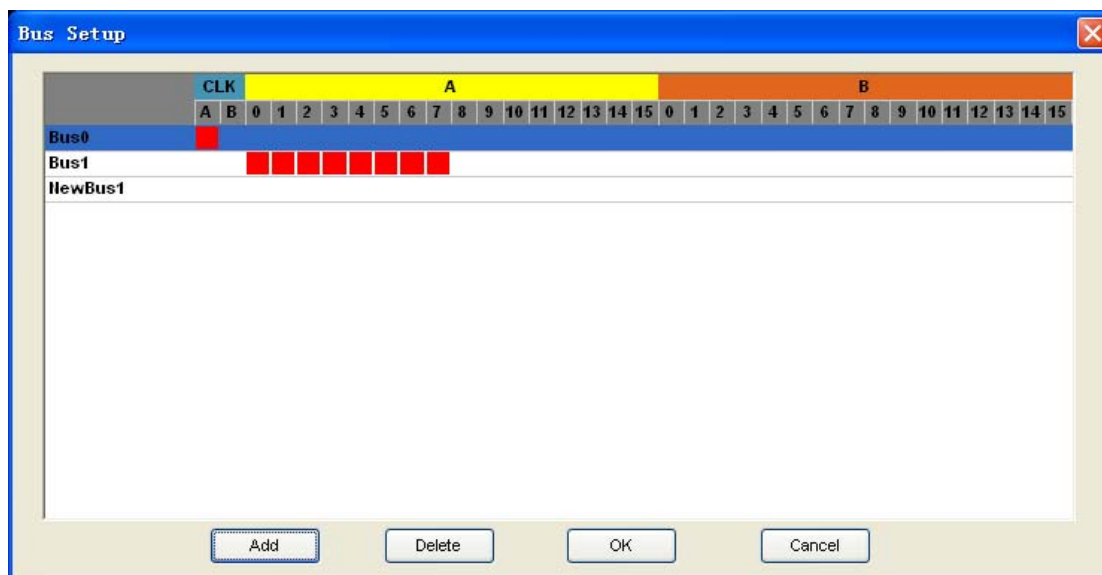 Bus Setup
CLK A B
A B 0 1 2 3 4 5 6 7 8 9 10 11 12 13 14 15 0 1 2 3 4 5 6 7 8 9 10 11 12 13 14 15
Bus0
Bus1
NewBus1
Add Delete OK Cancel